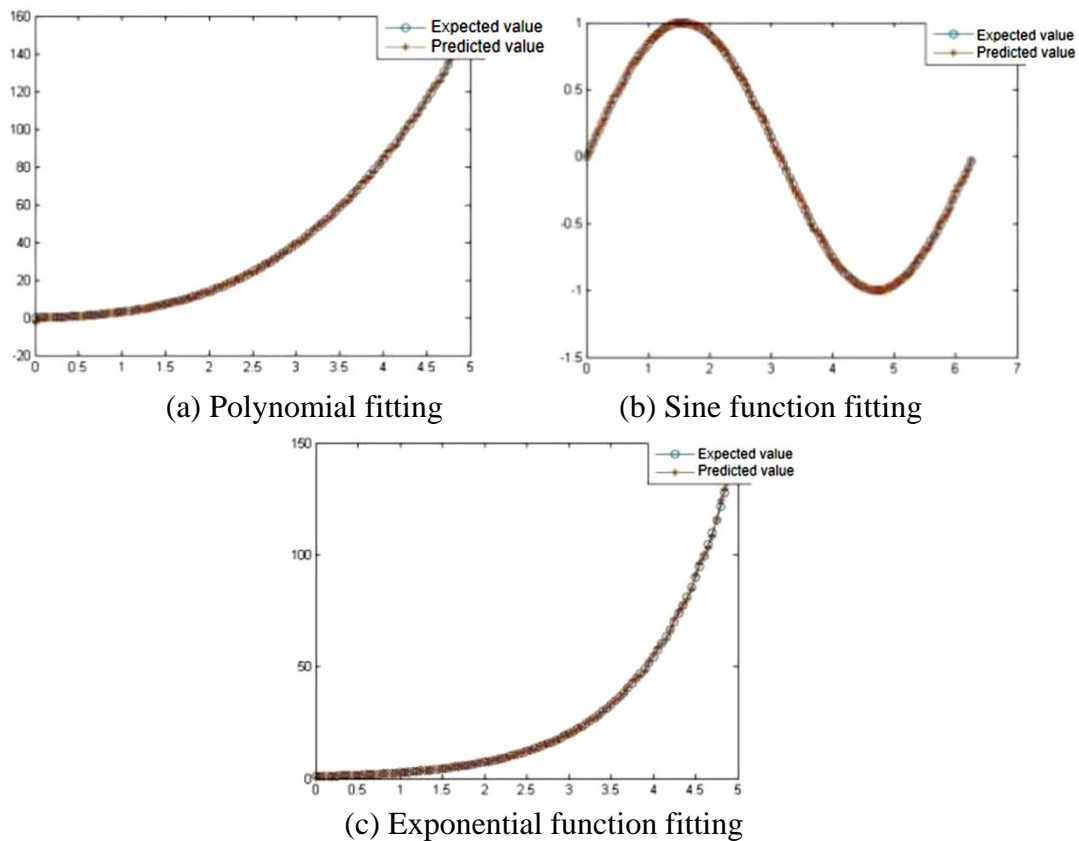 160
140
120
100
80
60
40
20
0
-20
0 0.5 1 1.5 2 2.5 3 3.5 4 4.5 5
Expected value
Predicted value
(a) Polynomial fitting
1
0.5
0
-0.5
-1
-1.5
0 1 2 3 4 5 6 7
Expected value
Predicted value
(b) Sine function fitting
150
100
50
0
0 0.5 1 1.5 2 2.5 3 3.5 4 4.5 5
Expected value
Predicted value
(c) Exponential function fitting